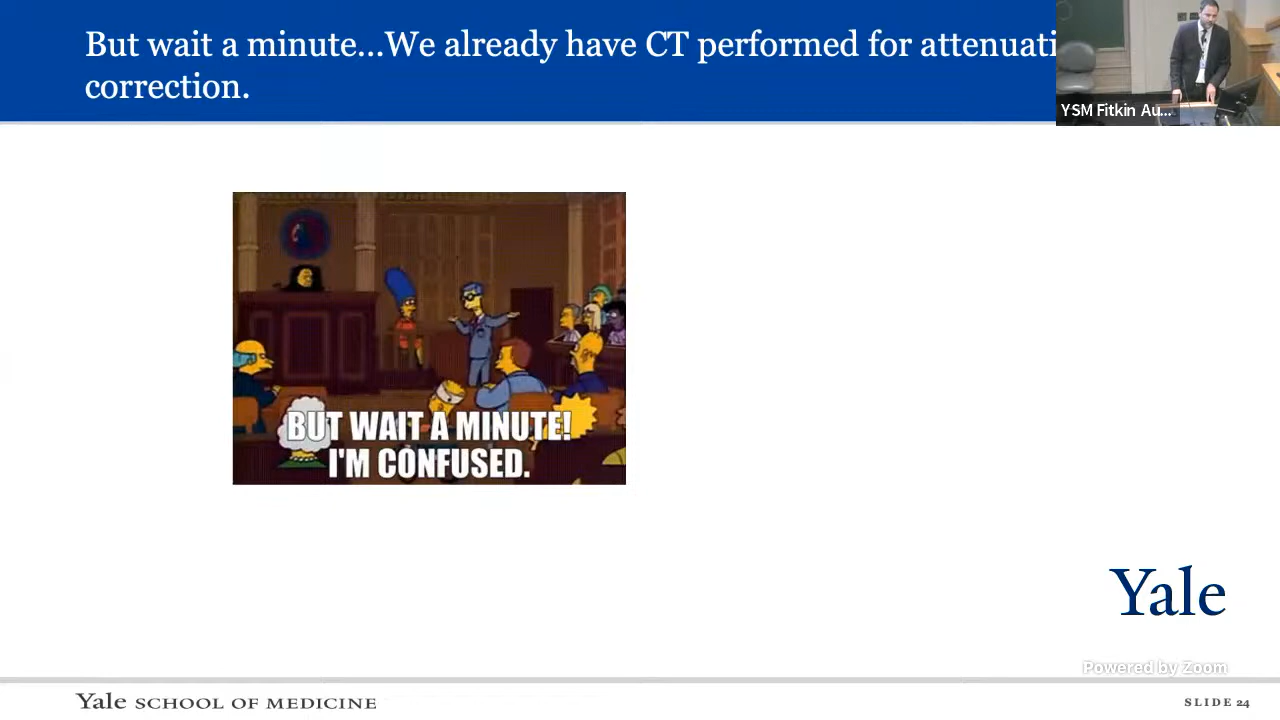 But wait a minute...We already have CT performed for attenuati
correction.
YSM Fitkin Au...
BUT WAIT A MINUTE!
I'M CONFUSED.
Yale
Powered by Zoom
Yale SCHOOL OF MEDICINE
SLIDE 24